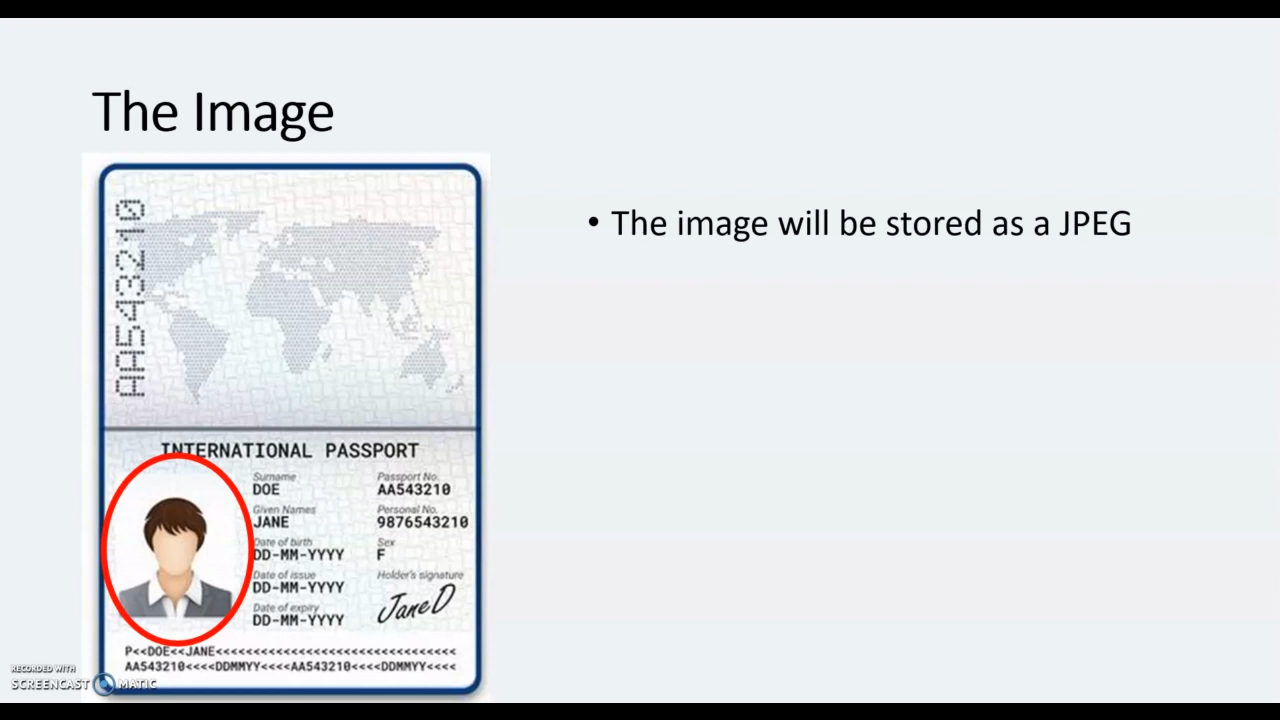 The Image
• The image will be stored as a JPEG
AA543210
INTERNATIONAL PASSPORT
Surname
DOE
Passport No.
AA543210
Given Names
JANE
Personal No.
9876543210
Date of birth
DD-MM-YYYY
Sex
F
Date of issue
DD-MM-YYYY
Holder's signature
Jane D
Date of expiry
DD-MM-YYYY
P<<DOE<<JANE<<<<<<<<<<<<<<<<<<<<<<<<<<<<<<<<
AA543210<<<<DDMMYY<<<<AA543210<<<<DDMMYY<<<<
RECORDED WITH
SCREENCAST MATIC